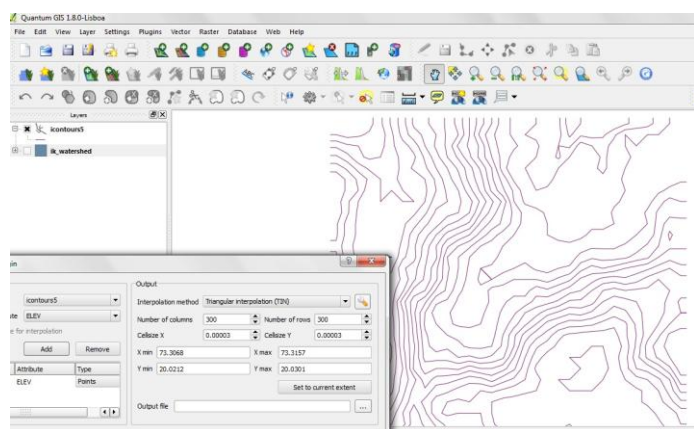 Quantum GIS 1.8.0-Lisboa
File Edit View Layer Settings Plugins Vector Raster Database Web Help
Layers
icontours5
ik_watershed
Output
icontours5
Interpolation method Triangular interpolation (TIN)
ELEV
Number of columns 300 Number of rows 300
e for interpolation
Cellsize X 0.00003 Cellsize Y 0.00003
Add Remove
X min 73.3068 X max 73.3157
Attribute Type
Y min 20.0212 Y max 20.0301
ELEV Points
Set to current extent
Output file ...